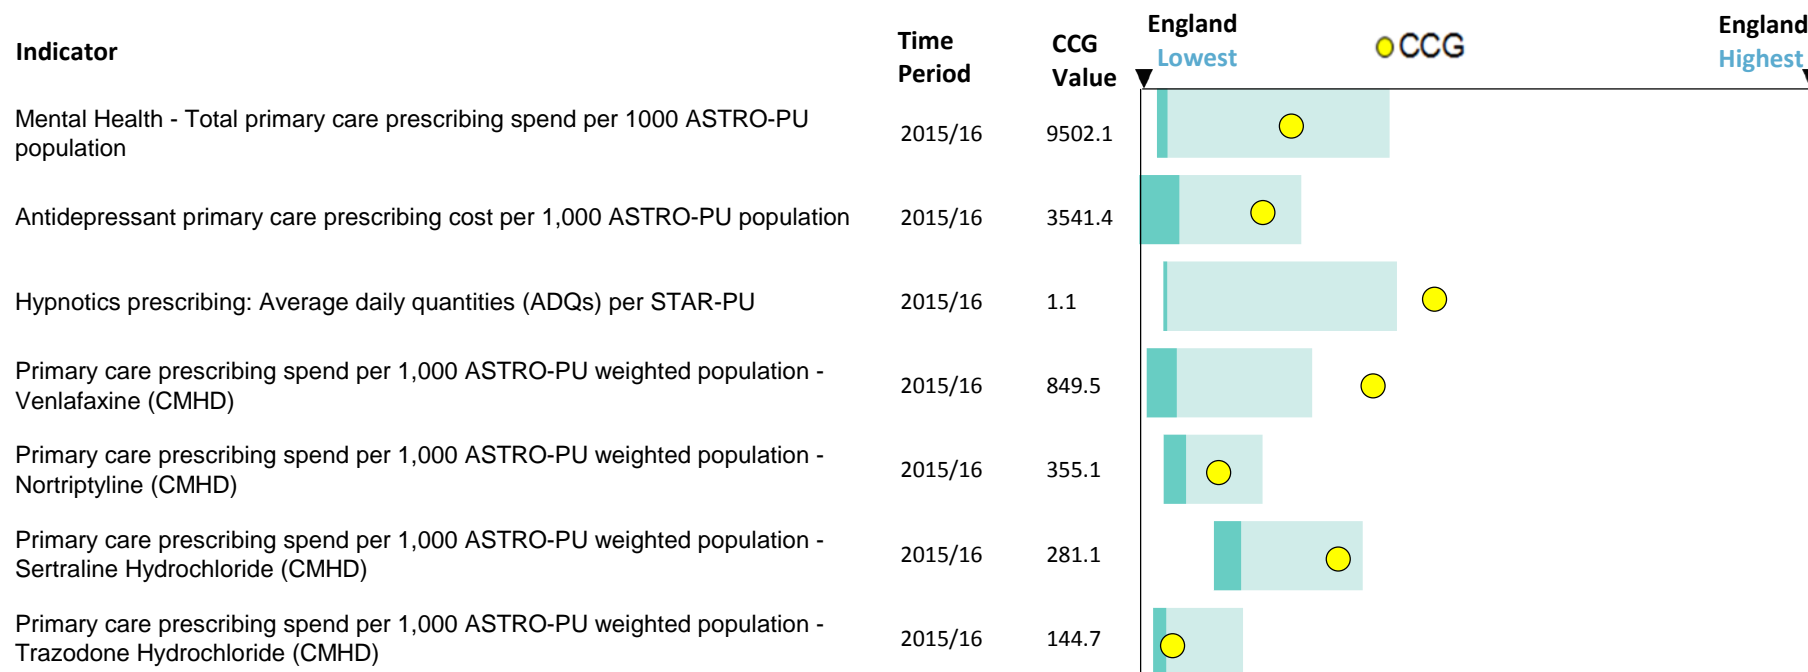 Indicator
Time
Period
CCG
Value
England
Lowest
CCG
England
Highest
Mental Health - Total primary care prescribing spend per 1000 ASTRO-PU
population
2015/16
9502.1
Antidepressant primary care prescribing cost per 1,000 ASTRO-PU population
2015/16
3541.4
Hypnotics prescribing: Average daily quantities (ADQs) per STAR-PU
2015/16
1.1
Primary care prescribing spend per 1,000 ASTRO-PU weighted population -
Venlafaxine (CMHD)
2015/16
849.5
Primary care prescribing spend per 1,000 ASTRO-PU weighted population -
Nortriptyline (CMHD)
2015/16
355.1
Primary care prescribing spend per 1,000 ASTRO-PU weighted population -
Sertraline Hydrochloride (CMHD)
2015/16
281.1
Primary care prescribing spend per 1,000 ASTRO-PU weighted population -
Trazodone Hydrochloride (CMHD)
2015/16
144.7